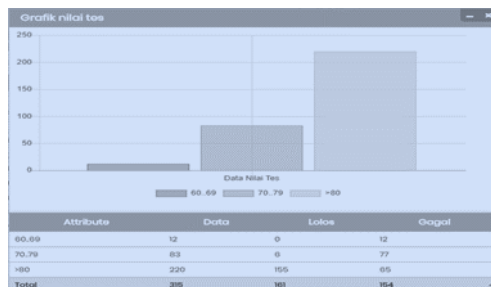 Grafik nilai tes
250
200
150
100
50
0
Data Nilai Tes
60..69 70..79 >80
Attribute Data Lolos Gagal
60..69 12 0 12
70..79 83 6 77
>80 220 155 65
Total 315 161 154